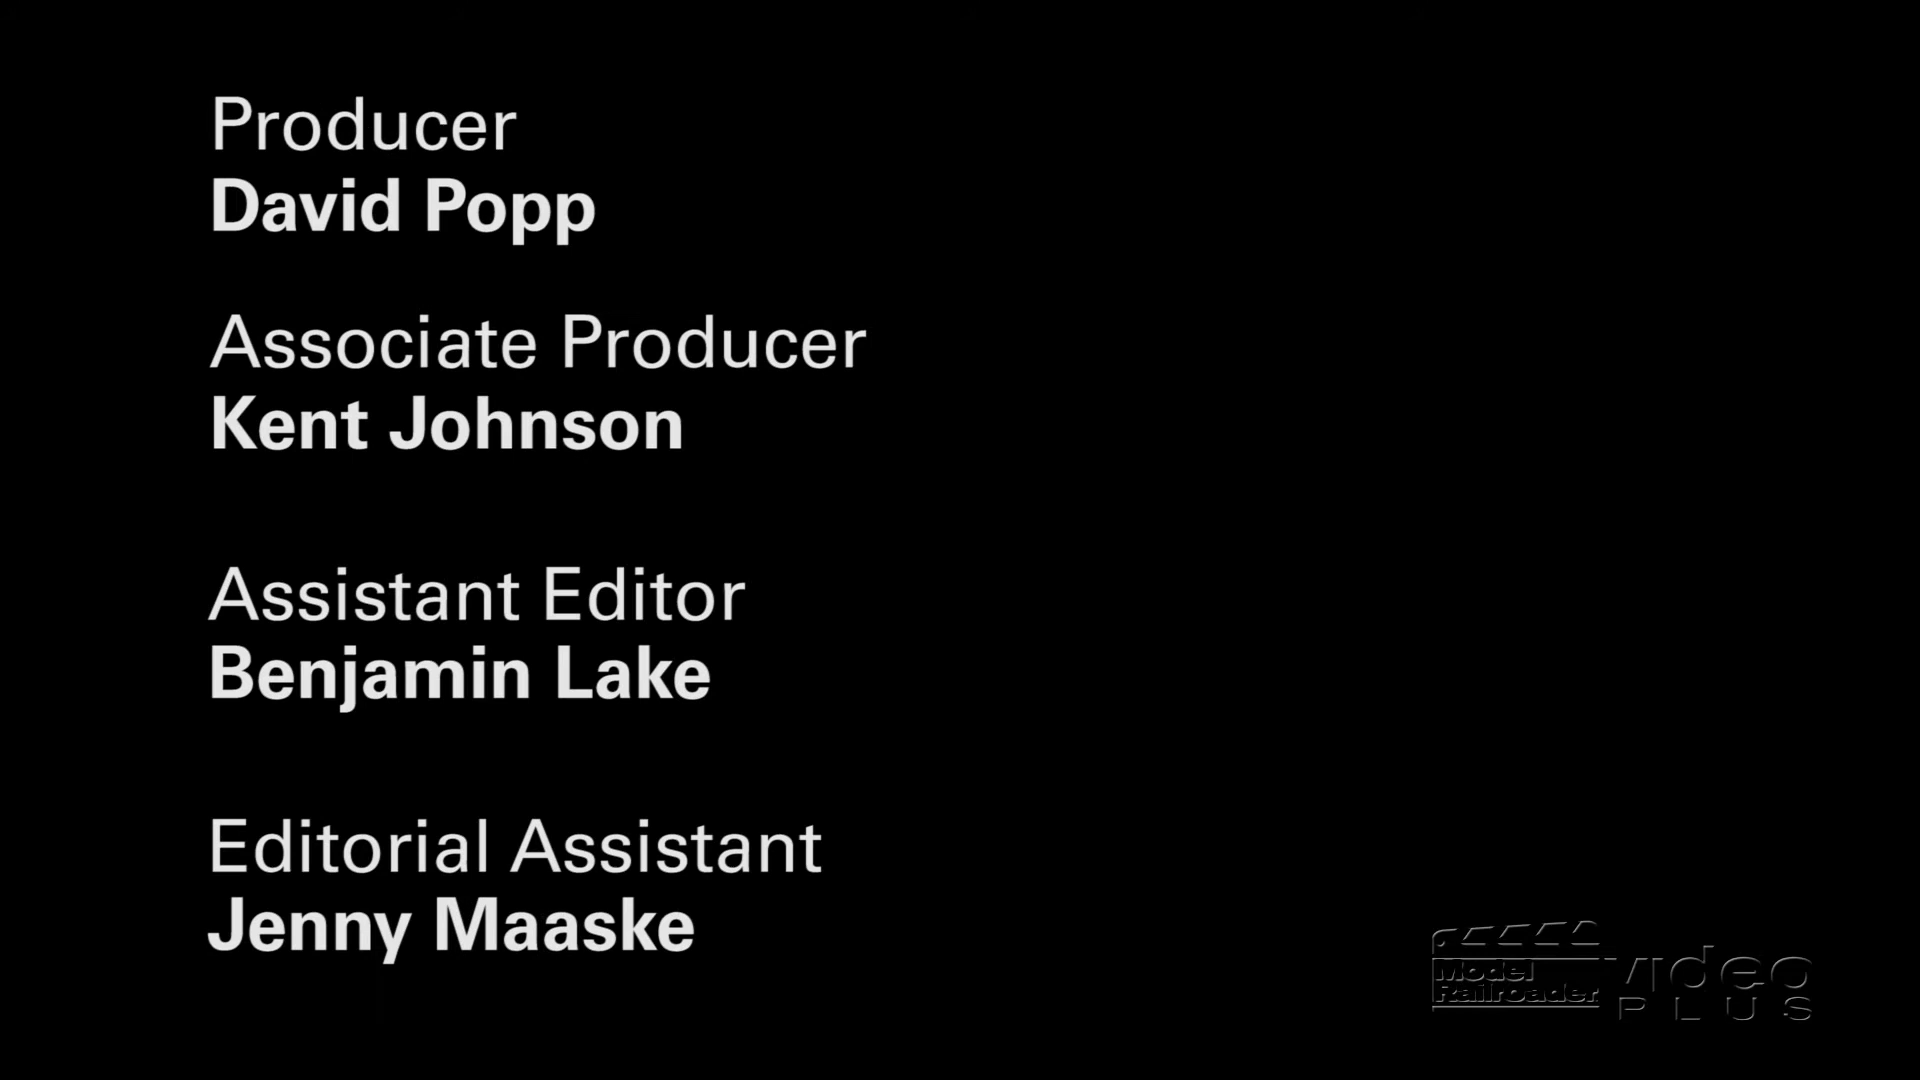 Producer
David Popp
Associate Producer
Kent Johnson
Assistant Editor
Benjamin Lake
Editorial Assistant
Jenny Maaske
Model
Railroader
video
PLUS